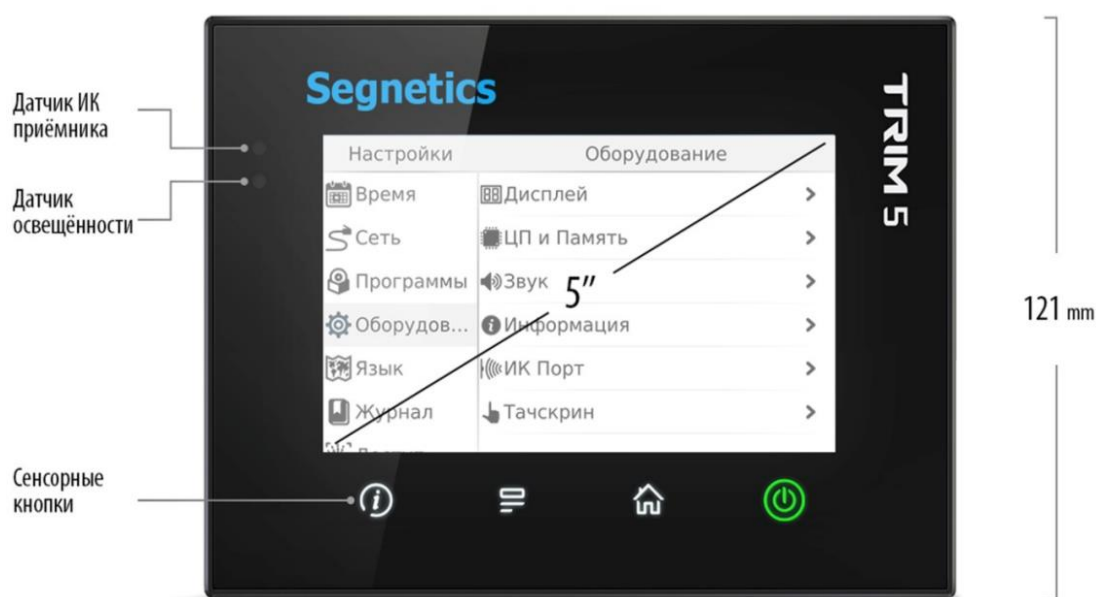 Segnetics
TRIM 5
Датчик ИК
приёмника
Датчик
освещённости
Сенсорные
кнопки
Настройки
Время
Сеть
Программы
Оборудов...
Язык
Журнал
Оборудование
Дисплей
ЦП и Память
Звук
Информация
ИК Порт
Тачскрин
5"
121 mm